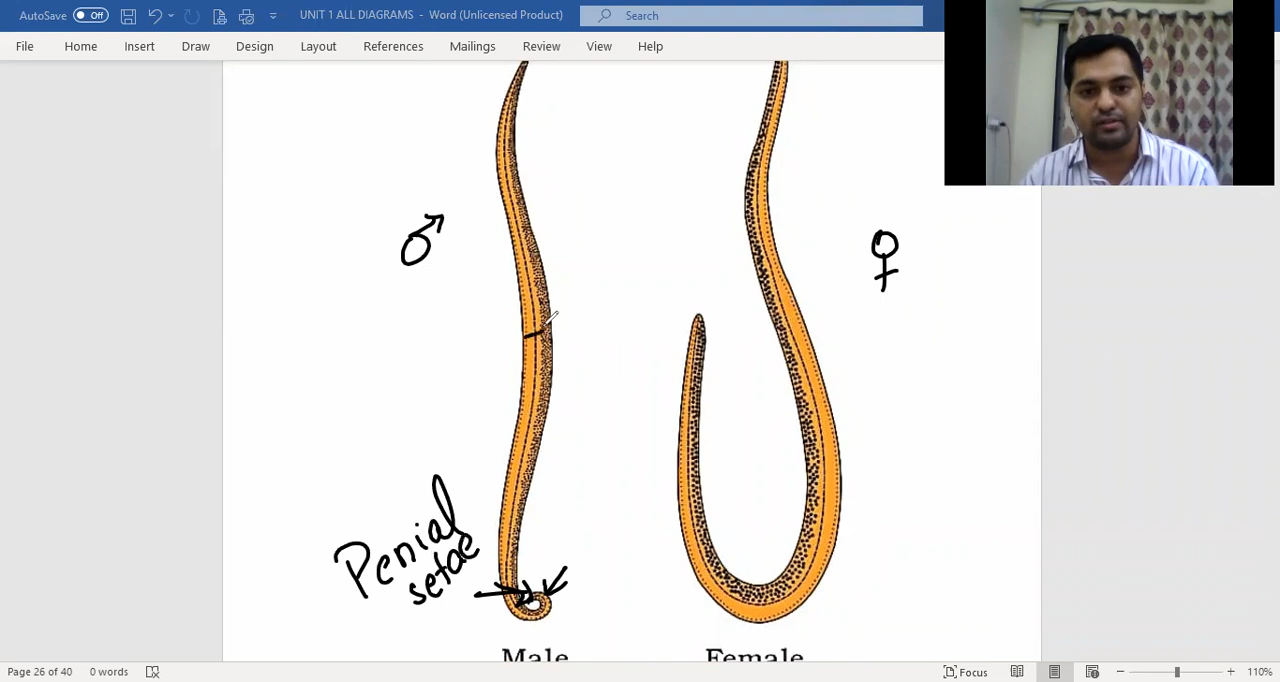 AutoSave Off
UNIT 1 ALL DIAGRAMS - Word (Unlicensed Product)
Search
File Home Insert Draw Design Layout References Mailings Review View Help
Penial
setae
Male Female
Page 26 of 40 0 words
Focus
110%